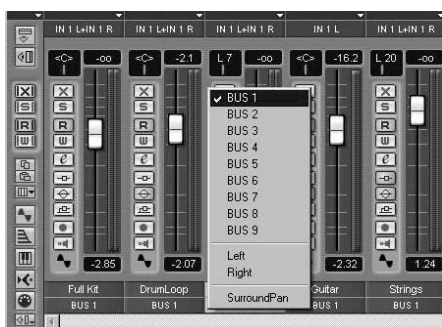 IN 1 L+IN 1 R IN 1 L+IN 1 R IN 1 L+IN 1 R IN 1 L IN 1 L+IN 1 R
<C> -oo <C> -2.1 L 7 -oo <C> -16.2 L 20 -oo
X X X
S S S
R R R
W W W
e e e
✓ BUS 1
BUS 2
BUS 3
BUS 4
BUS 5
BUS 6
BUS 7
BUS 8
BUS 9
Left
Right
SurroundPan
-2.85 -2.07 -2.32 1.24
Full Kit DrumLoop Guitar Strings
BUS 1 BUS 1 BUS 1 BUS 1